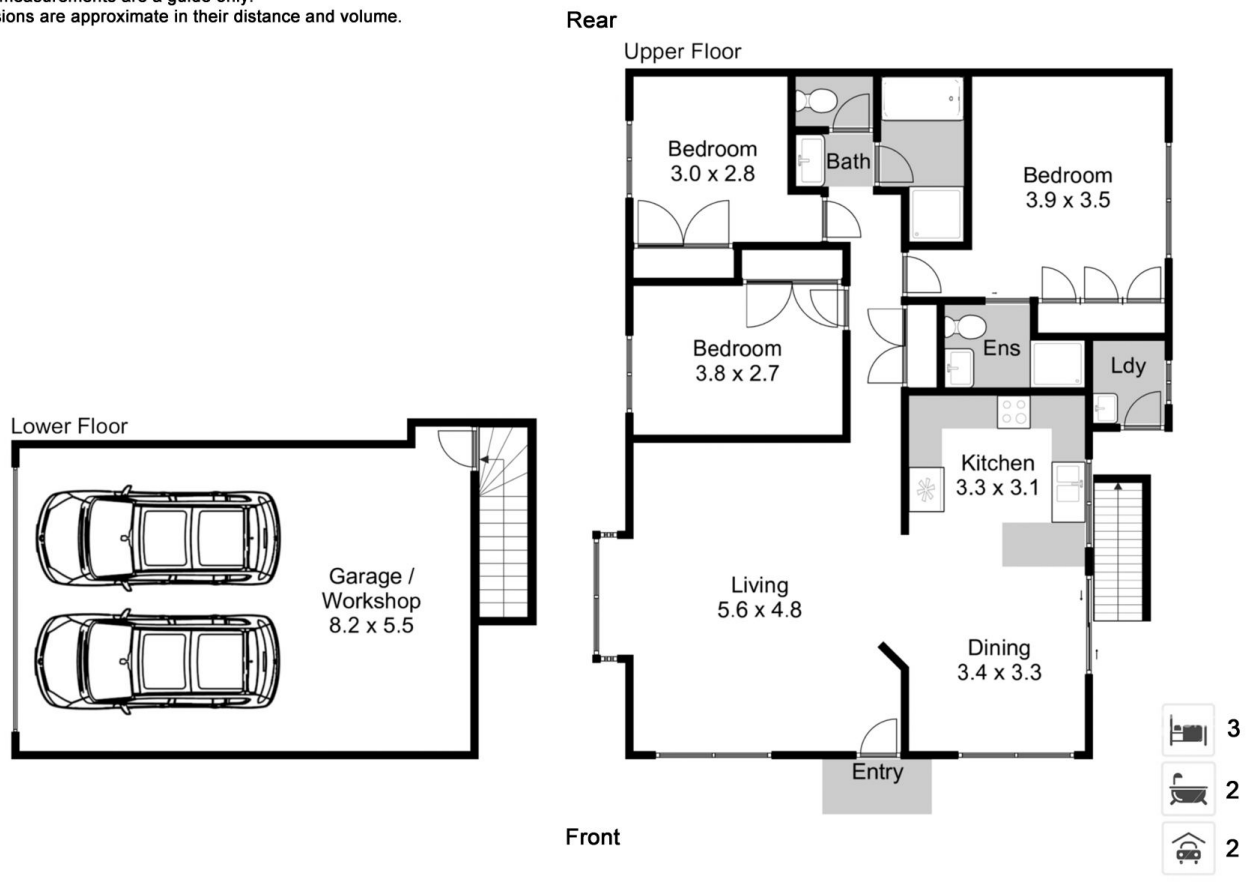 measurements are a guide only.
sions are approximate in their distance and volume.
Rear
Upper Floor
Bedroom
3.0 x 2.8
Bath
Bedroom
3.9 x 3.5
Bedroom
3.8 x 2.7
Ens
Ldy
Lower Floor
Kitchen
3.3 x 3.1
Garage /
Workshop
8.2 x 5.5
Living
5.6 x 4.8
Dining
3.4 x 3.3
Entry
Front
3
2
2